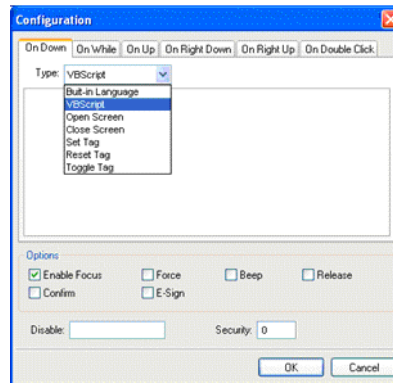 Configuration
On Down On While On Up On Right Down On Right Up On Double Click
Type: VBScript
Built-in Language
VBScript
Open Screen
Close Screen
Set Tag
Reset Tag
Toggle Tag
Options
Enable Focus Force Beep Release
Confirm E-Sign
Disable: Security: 0
OK Cancel